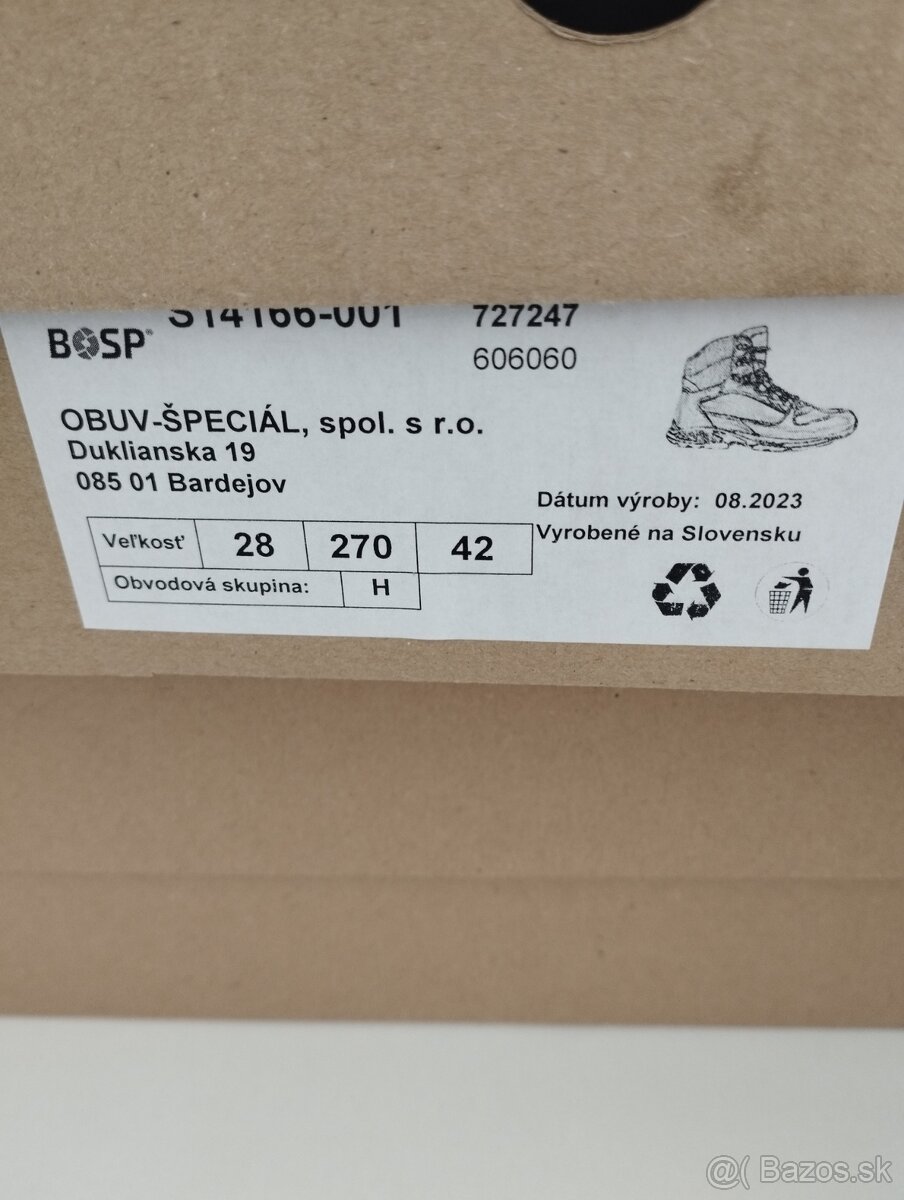 S14166-001 727247
BOSP
606060
OBUV-ŠPECIÁL, spol. s r.o.
Duklianska 19
085 01 Bardejov
Dátum výroby: 08.2023
Vyrobené na Slovensku
Veľkosť 28 270 42
Obvodová skupina: H
@( Bazos.sk